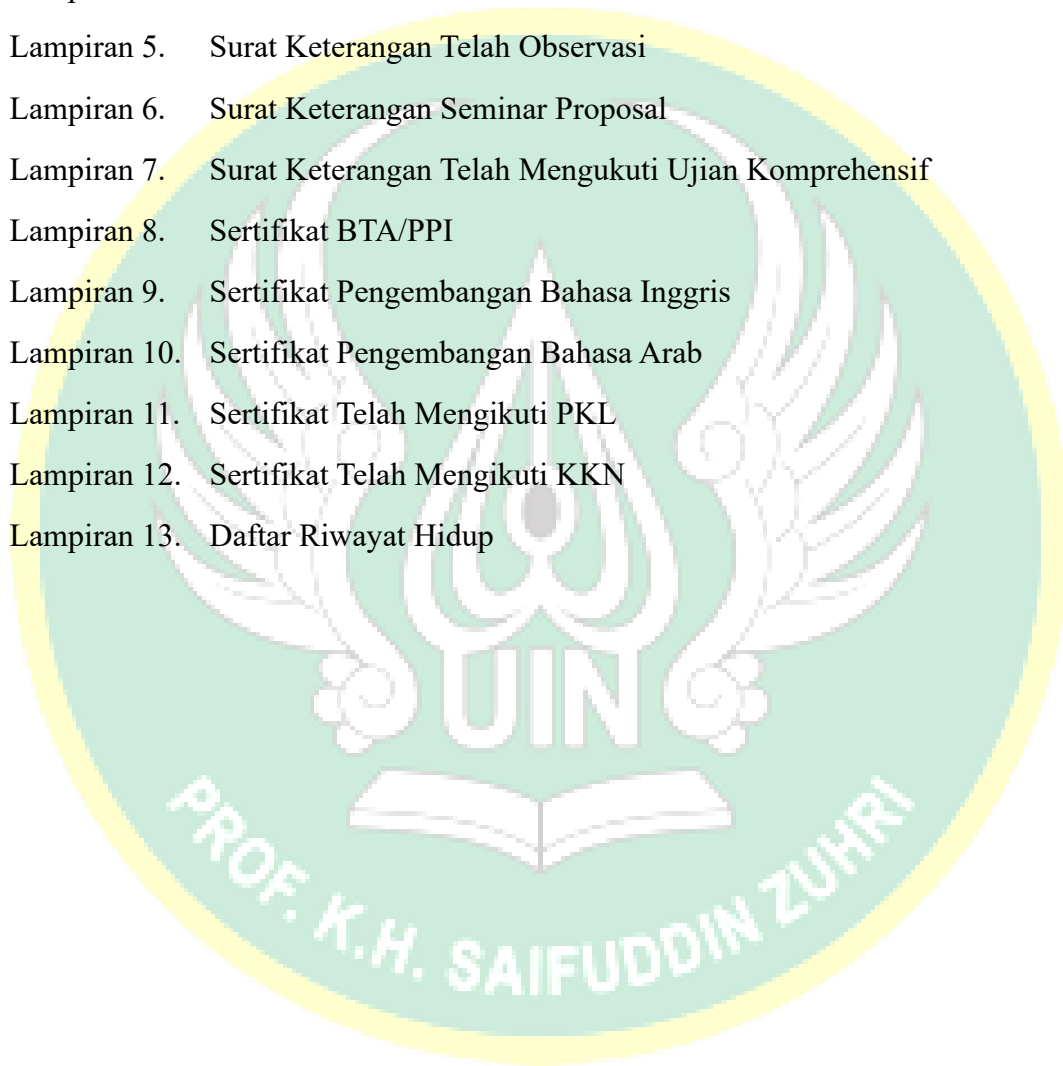 Lampiran 5. Surat Keterangan Telah Observasi
Lampiran 6. Surat Keterangan Seminar Proposal
Lampiran 7. Surat Keterangan Telah Mengukuti Ujian Komprehensif
Lampiran 8. Sertifikat BTA/PPI
Lampiran 9. Sertifikat Pengembangan Bahasa Inggris
Lampiran 10. Sertifikat Pengembangan Bahasa Arab
Lampiran 11. Sertifikat Telah Mengikuti PKL
Lampiran 12. Sertifikat Telah Mengikuti KKN
Lampiran 13. Daftar Riwayat Hidup
UIN
PROF. K.H. SAIFUDDIN ZUHRI